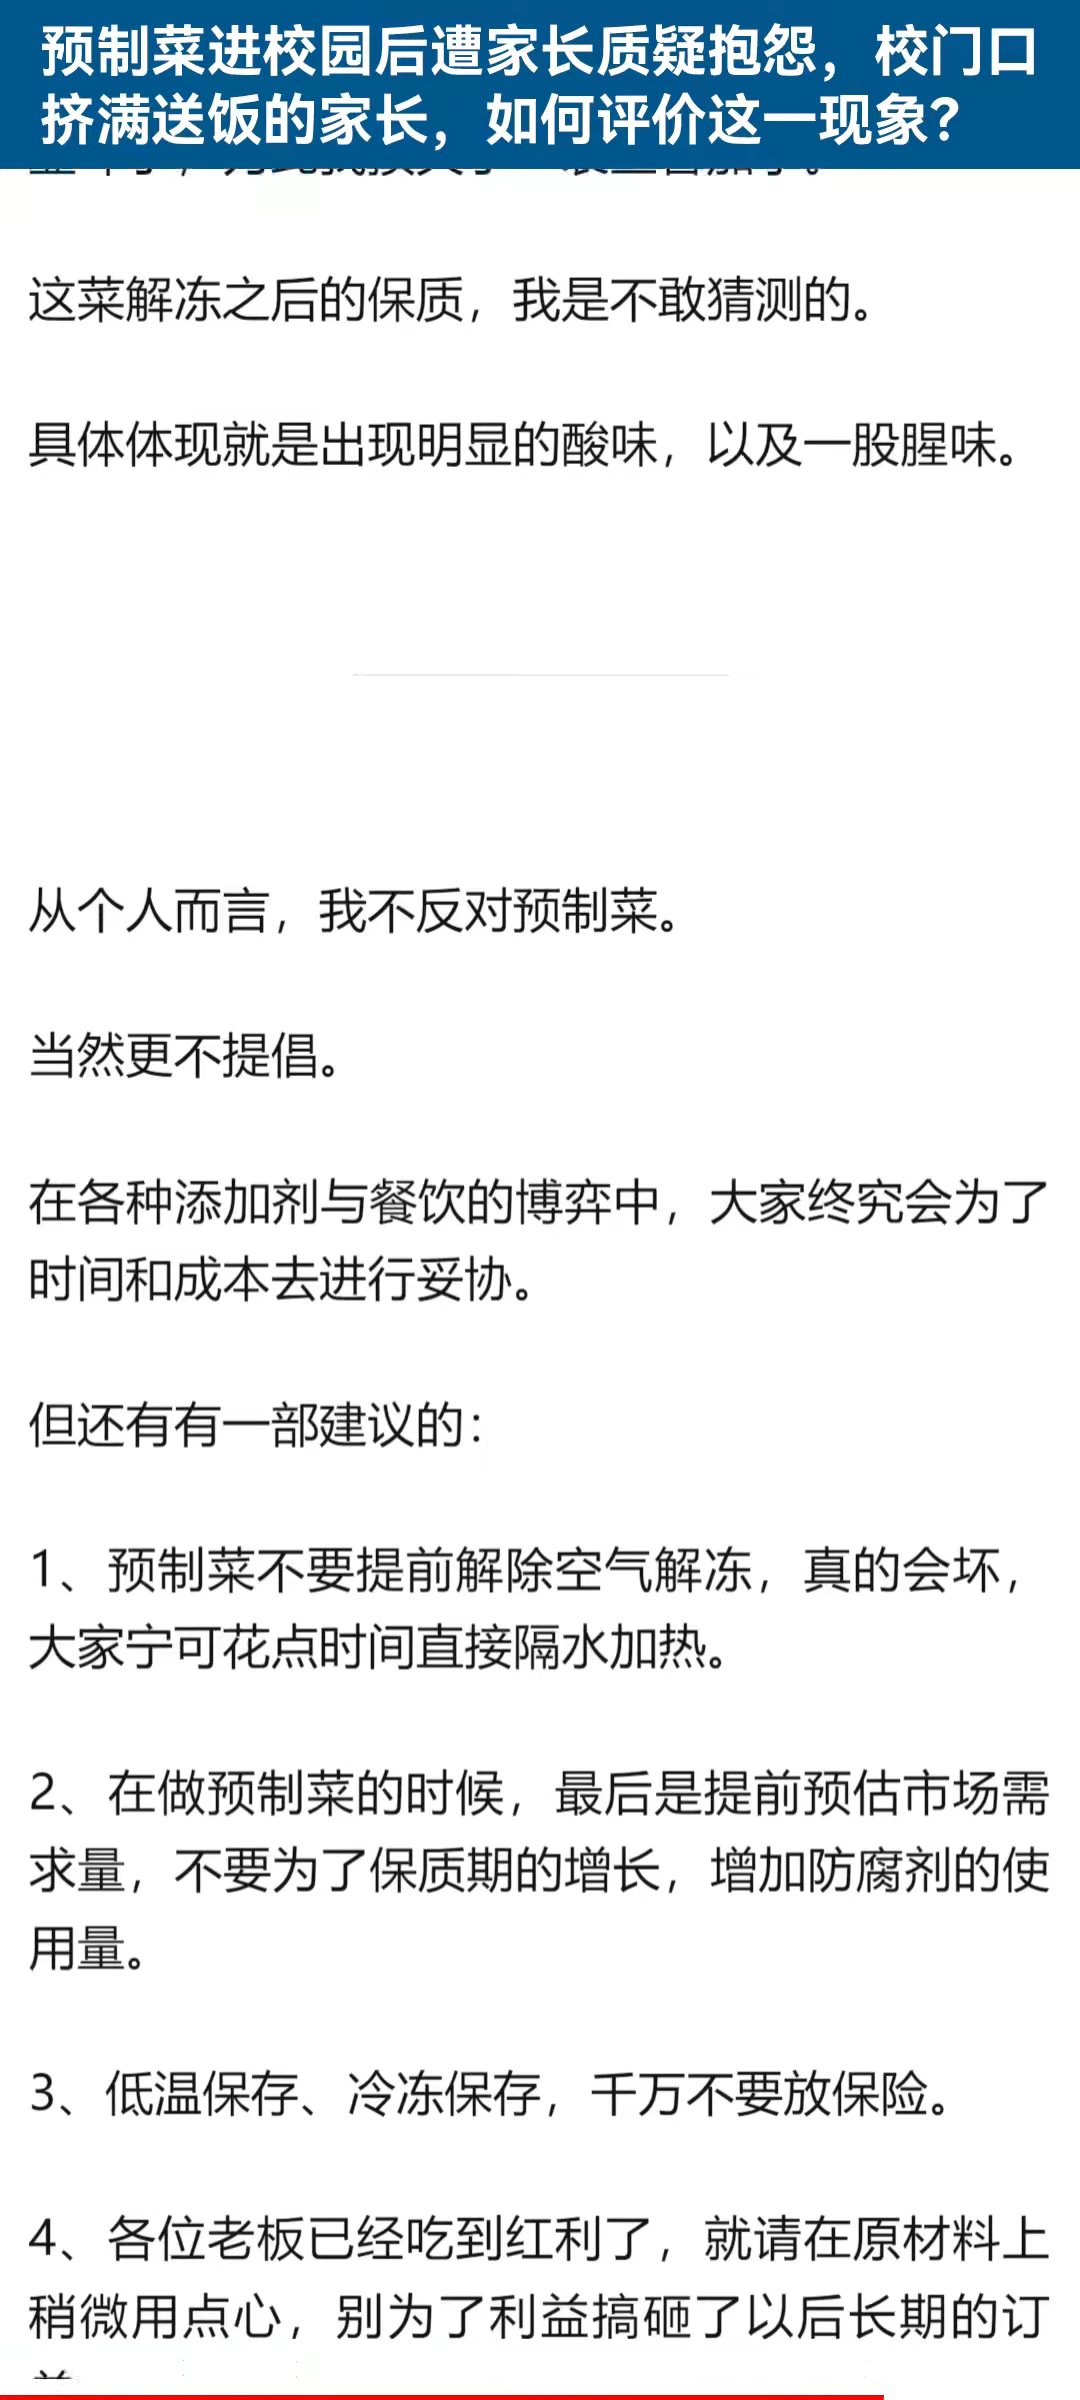 预制菜进校园后遭家长质疑抱怨，校门口
挤满送饭的家长，如何评价这一现象？
这菜解冻之后的保质，我是不敢猜测的。
具体体现就是出现明显的酸味，以及一股腥味。
从个人而言，我不反对预制菜。
当然更不提倡。
在各种添加剂与餐饮的博弈中，大家终究会为了
时间和成本去进行妥协。
但还有有一部建议的：
1、预制菜不要提前解除空气解冻，真的会坏，
大家宁可花点时间直接隔水加热。
2、在做预制菜的时候，最后是提前预估市场需
求量，不要为了保质期的增长，增加防腐剂的使
用量。
3、低温保存、冷冻保存，千万不要放保险。
4、各位老板已经吃到红利了，就请在原材料上
稍微用点心，别为了利益搞砸了以后长期的订